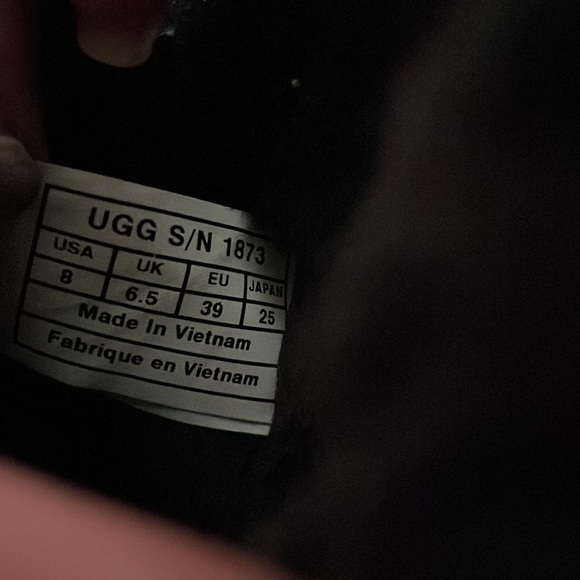 UGG S/N 1873
USA UK EU JAPAN
8 6.5 39 25
Made In Vietnam
Fabrique en Vietnam